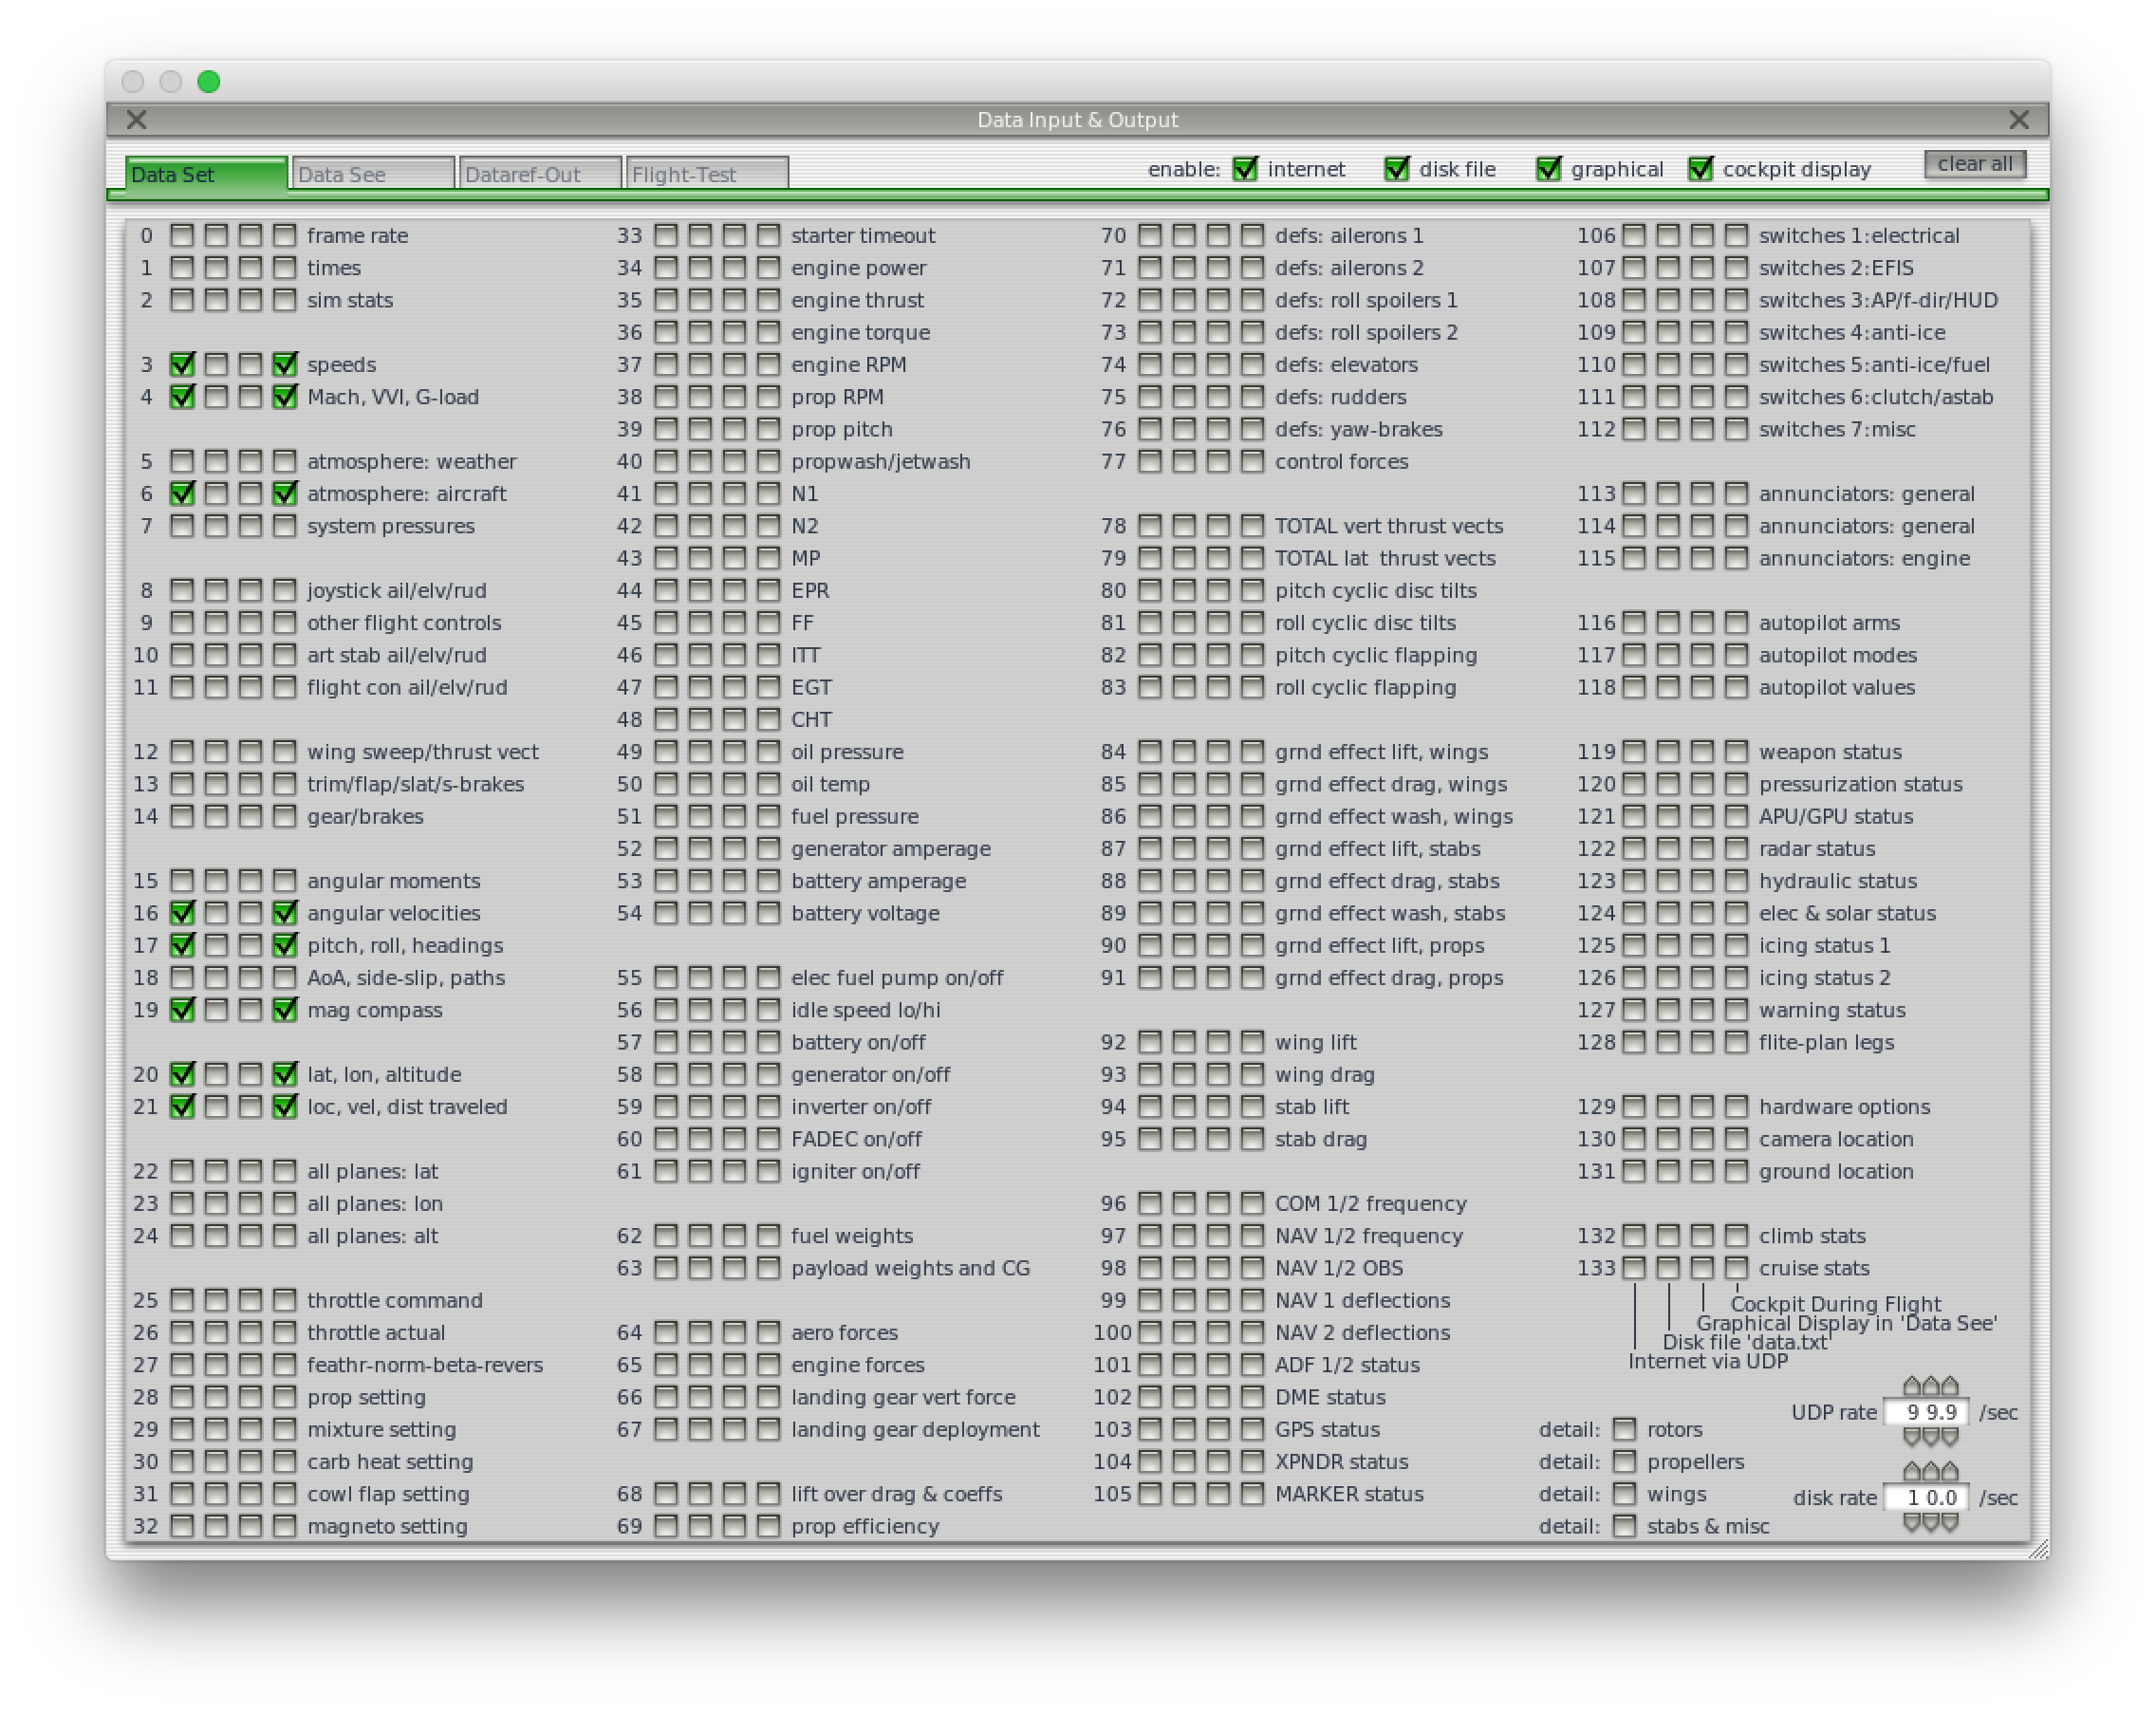 Data Input & Output
Data Set
Data See
Dataref-Out
Flight-Test
enable: internet disk file graphical cockpit display
clear all
0 frame rate
1 times
2 sim stats
3 speeds
4 Mach, VVI, G-load
5 atmosphere: weather
6 atmosphere: aircraft
7 system pressures
8 joystick ail/elv/rud
9 other flight controls
10 art stab ail/elv/rud
11 flight con ail/elv/rud
12 wing sweep/thrust vect
13 trim/flap/slat/s-brakes
14 gear/brakes
15 angular moments
16 angular velocities
17 pitch, roll, headings
18 AoA, side-slip, paths
19 mag compass
20 lat, lon, altitude
21 loc, vel, dist traveled
22 all planes: lat
23 all planes: lon
24 all planes: alt
25 throttle command
26 throttle actual
27 feathr-norm-beta-revers
28 prop setting
29 mixture setting
30 carb heat setting
31 cowl flap setting
32 magneto setting
33 starter timeout
34 engine power
35 engine thrust
36 engine torque
37 engine RPM
38 prop RPM
39 prop pitch
40 propwash/jetwash
41 N1
42 N2
43 MP
44 EPR
45 FF
46 ITT
47 EGT
48 CHT
49 oil pressure
50 oil temp
51 fuel pressure
52 generator amperage
53 battery amperage
54 battery voltage
55 elec fuel pump on/off
56 idle speed lo/hi
57 battery on/off
58 generator on/off
59 inverter on/off
60 FADEC on/off
61 igniter on/off
62 fuel weights
63 payload weights and CG
64 aero forces
65 engine forces
66 landing gear vert force
67 landing gear deployment
68 lift over drag & coeffs
69 prop efficiency
70 defs: ailerons 1
71 defs: ailerons 2
72 defs: roll spoilers 1
73 defs: roll spoilers 2
74 defs: elevators
75 defs: rudders
76 defs: yaw-brakes
77 control forces
78 TOTAL vert thrust vects
79 TOTAL lat thrust vects
80 pitch cyclic disc tilts
81 roll cyclic disc tilts
82 pitch cyclic flapping
83 roll cyclic flapping
84 grnd effect lift, wings
85 grnd effect drag, wings
86 grnd effect wash, wings
87 grnd effect lift, stabs
88 grnd effect drag, stabs
89 grnd effect wash, stabs
90 grnd effect lift, props
91 grnd effect drag, props
92 wing lift
93 wing drag
94 stab lift
95 stab drag
96 COM 1/2 frequency
97 NAV 1/2 frequency
98 NAV 1/2 OBS
99 NAV 1 deflections
100 NAV 2 deflections
101 ADF 1/2 status
102 DME status
103 GPS status
104 XPNDR status
105 MARKER status
106 switches 1:electrical
107 switches 2:EFIS
108 switches 3:AP/f-dir/HUD
109 switches 4:anti-ice
110 switches 5:anti-ice/fuel
111 switches 6:clutch/astab
112 switches 7:misc
113 annunciators: general
114 annunciators: general
115 annunciators: engine
116 autopilot arms
117 autopilot modes
118 autopilot values
119 weapon status
120 pressurization status
121 APU/GPU status
122 radar status
123 hydraulic status
124 elec & solar status
125 icing status 1
126 icing status 2
127 warning status
128 flite-plan legs
129 hardware options
130 camera location
131 ground location
132 climb stats
133 cruise stats
Cockpit During Flight
Graphical Display in 'Data See'
Disk file 'data.txt'
Internet via UDP
UDP rate 9 9.9 /sec
disk rate 1 0.0 /sec
detail: rotors
detail: propellers
detail: wings
detail: stabs & misc